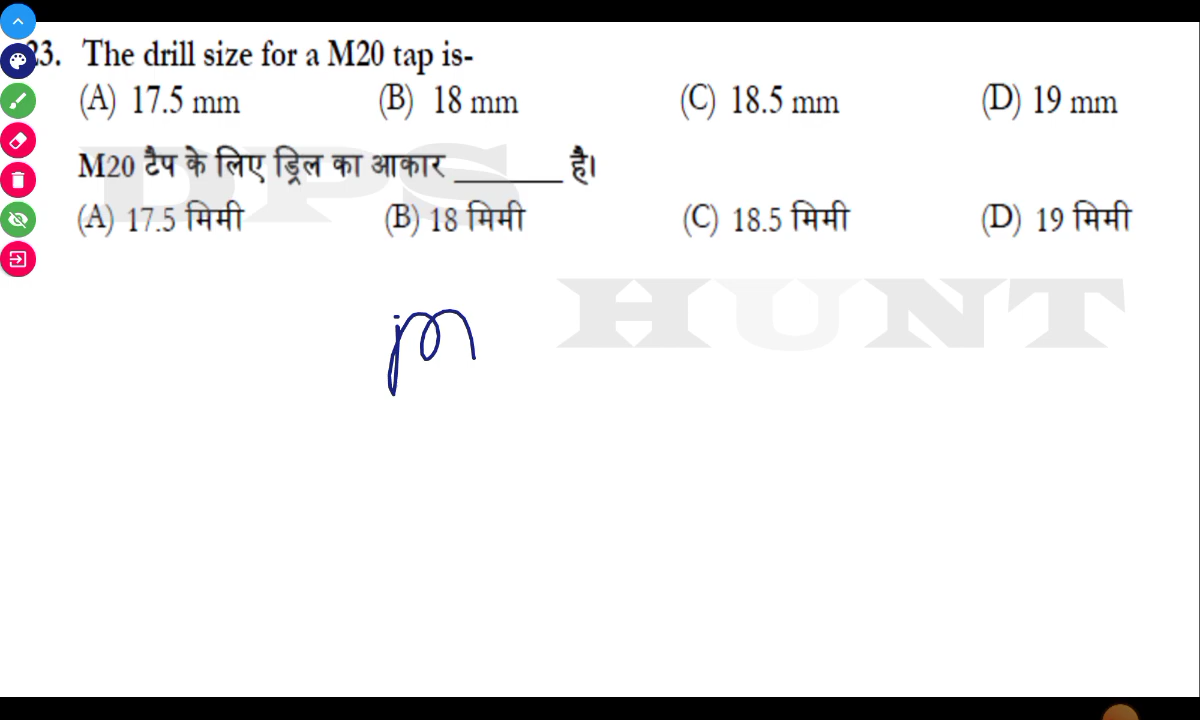 23. The drill size for a M20 tap is-
(A) 17.5 mm (B) 18 mm (C) 18.5 mm (D) 19 mm
M20 टैप के लिए ड्रिल का आकार ________ है।
(A) 17.5 मिमी (B) 18 मिमी (C) 18.5 मिमी (D) 19 मिमी
DPS
HUNT